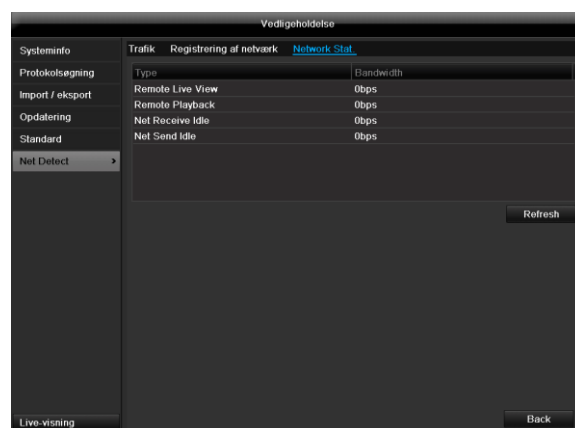 Vedligeholdelse
Systeminfo
Protokolsøgning
Import / eksport
Opdatering
Standard
Net Detect >
Live-visning
Trafik Registrering af netværk Network Stat.
Type Bandwidth
Remote Live View 0bps
Remote Playback 0bps
Net Receive Idle 0bps
Net Send Idle 0bps
Refresh
Back